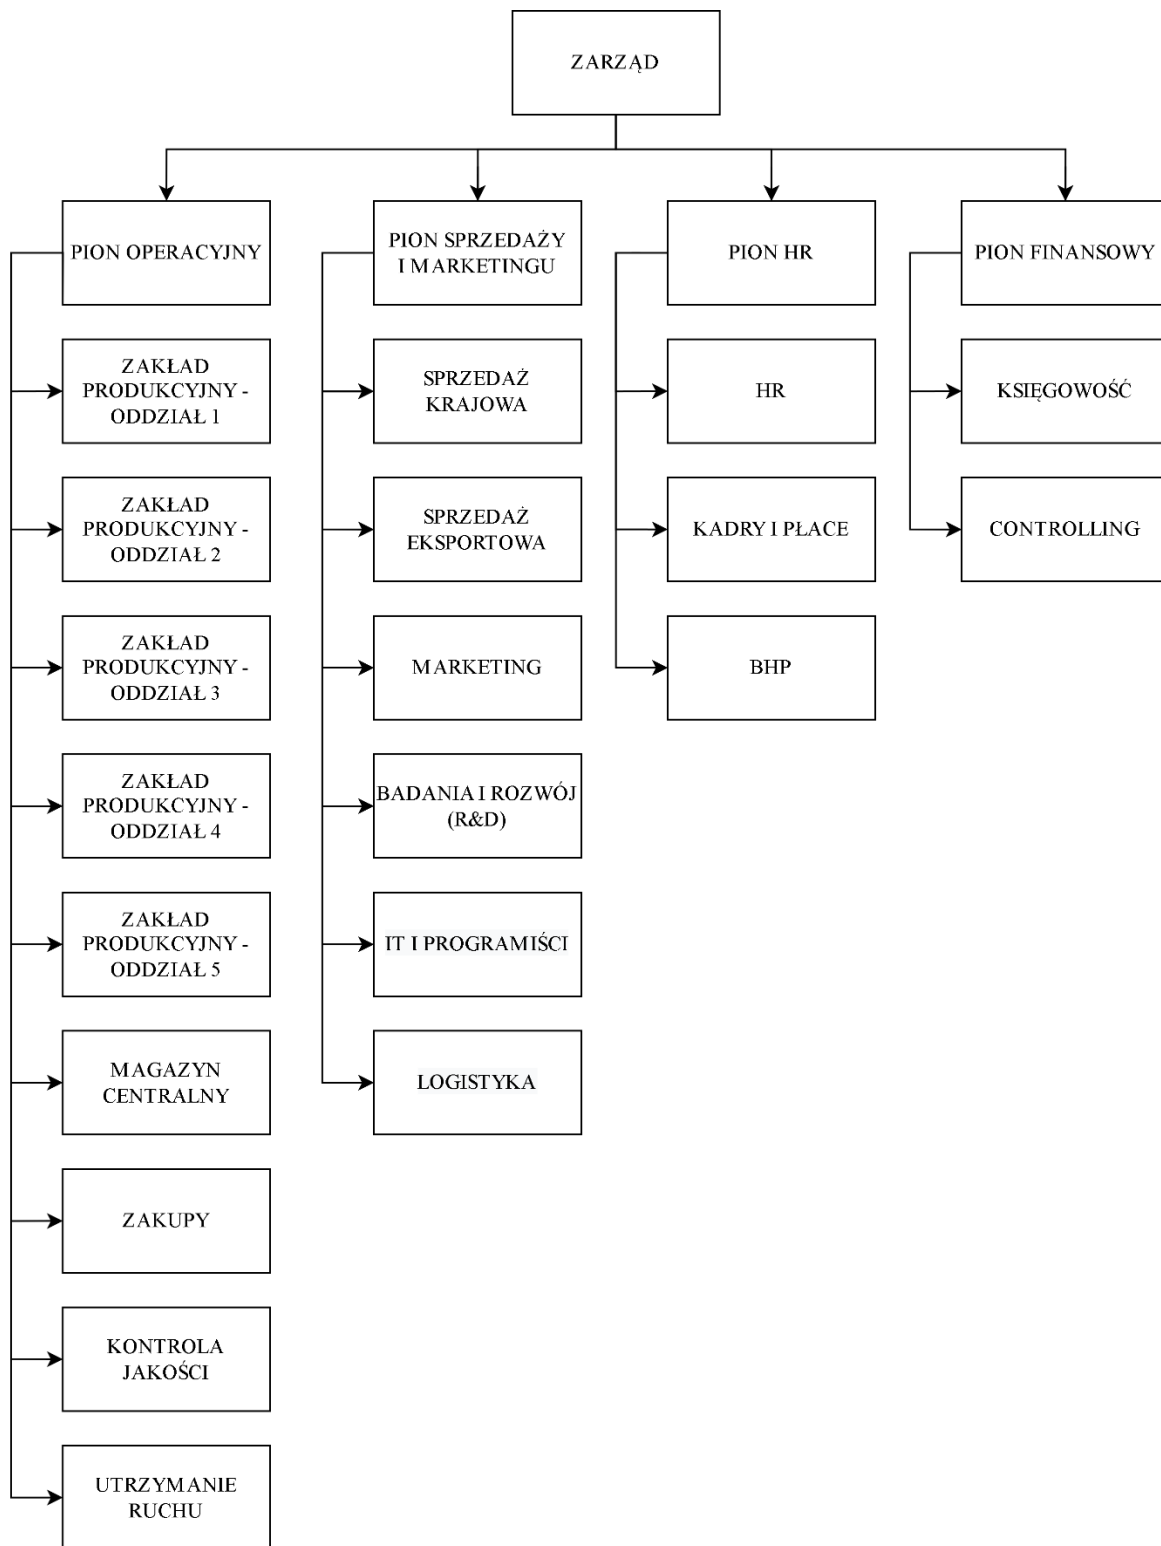 ZARZĄD
PION OPERACYJNY
PION SPRZEDAŻY
I MARKETINGU
PION HR
PION FINANSOWY
ZAKŁAD
PRODUKCYJNY -
ODDZIAŁ 1
SPRZEDAŻ
KRAJOWA
HR
KSIĘGOWOŚĆ
ZAKŁAD
PRODUKCYJNY -
ODDZIAŁ 2
SPRZEDAŻ
EKSPORTOWA
KADRY I PŁACE
CONTROLLING
ZAKŁAD
PRODUKCYJNY -
ODDZIAŁ 3
MARKETING
BHP
ZAKŁAD
PRODUKCYJNY -
ODDZIAŁ 4
BADANIA I ROZWÓJ
(R&D)
ZAKŁAD
PRODUKCYJNY -
ODDZIAŁ 5
IT I PROGRAMIŚCI
MAGAZYN
CENTRALNY
LOGISTYKA
ZAKUPY
KONTROLA
JAKOŚCI
UTRZYMANIE
RUCHU